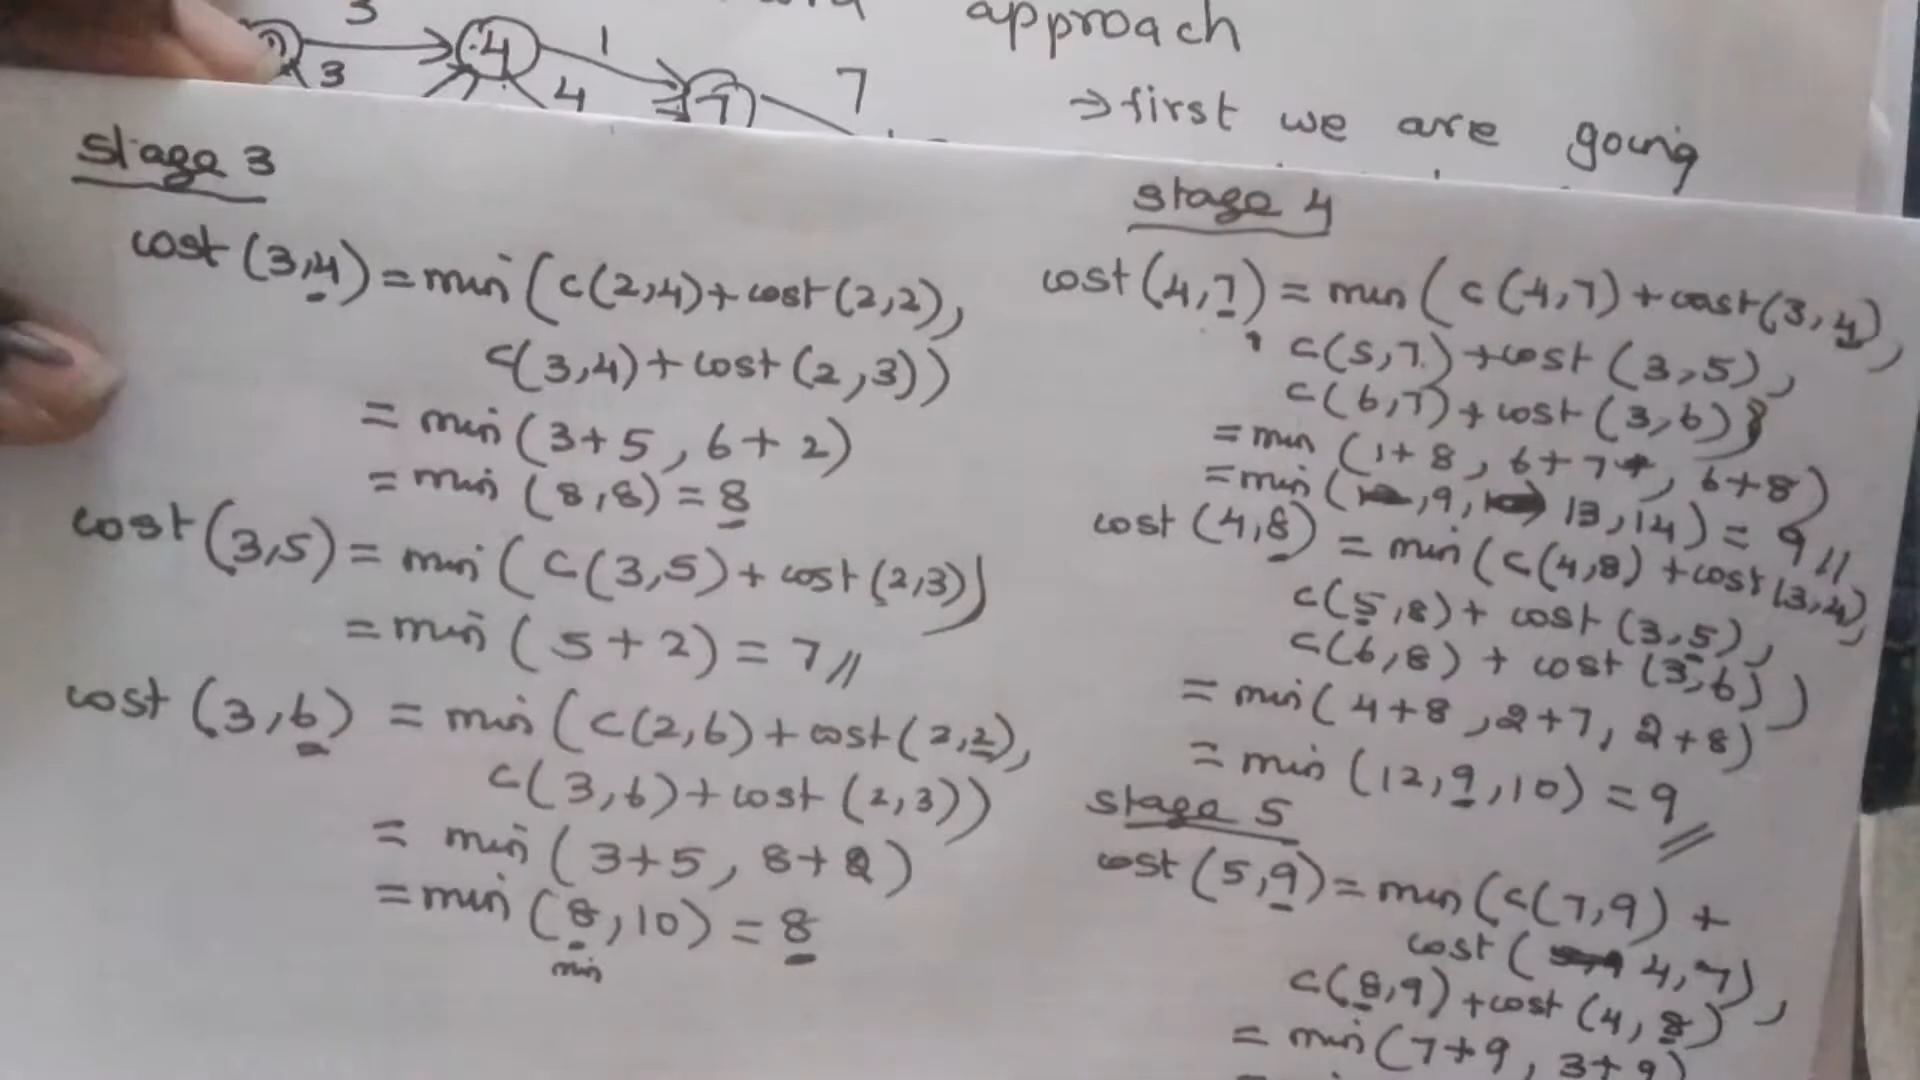 approach
3
4
1
3
4
7
7
→first we are going
stage 3
cost (3,4) = min (c(2,4)+cost(2,2),
c(3,4)+cost(2,3))
= min (3+5, 6+2)
= min (8,8) = 8
cost (3,5) = min (c(3,5)+cost(2,3))
= min (5+2) = 7//
cost (3,6) = min (c(2,6)+cost(2,2),
c(3,6)+cost(2,3))
= min (3+5, 8+2)
= min (8,10) = 8
min
stage 4
cost (4,7) = min (c(4,7)+cost(3,4),
c(5,7)+cost(3,5),
c(6,7)+cost(3,6)}
= min (1+8, 6+7, 6+8)
= min (9, 13,14) = 9//
cost (4,8) = min (c(4,8)+cost(3,4),
c(5,8)+cost(3,5),
c(6,8)+cost(3,6))
= min (4+8, 2+7, 2+8)
= min (12,9,10) = 9//
stage 5
cost (5,9) = min (c(7,9) +
cost (4,7),
c(8,9)+cost(4,8)
= min (7+9, 3+9)